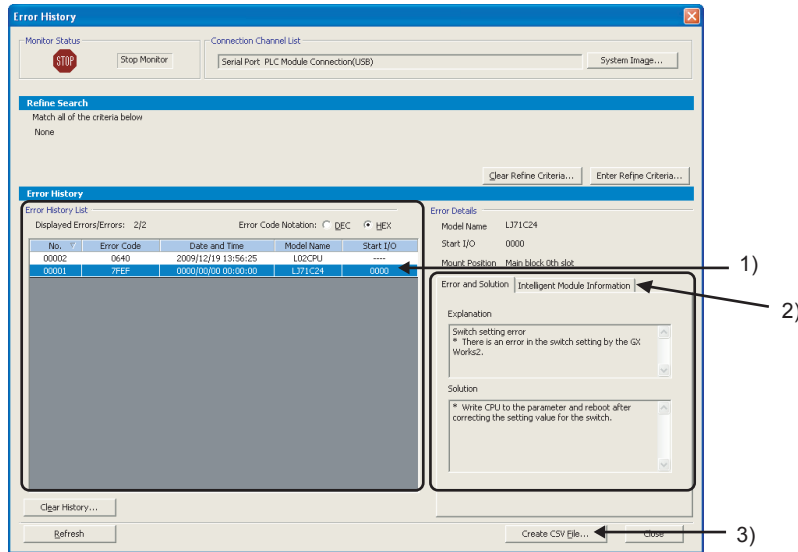 Error History
Monitor Status
Connection Channel List
STOP
Stop Monitor
Serial Port PLC Module Connection(USB)
System Image...
Refine Search
Match all of the criteria below
None
Clear Refine Criteria...
Enter Refine Criteria...
Error History
Error History List
Displayed Errors/Errors: 2/2
Error Code Notation:
DEC
HEX
No. Error Code Date and Time Model Name Start I/O
00002 0640 2009/12/19 13:56:25 L02CPU ----
00001 7FEF 0000/00/00 00:00:00 LJ71C24 0000
Error Details
Model Name LJ71C24
Start I/O 0000
Mount Position Main block 0th slot
1)
Error and Solution
Intelligent Module Information
2)
Explanation
Switch setting error
* There is an error in the switch setting by the GX
Works2.
Solution
* Write CPU to the parameter and reboot after
correcting the setting value for the switch.
Clear History...
Refresh
Create CSV File...
Close
3)